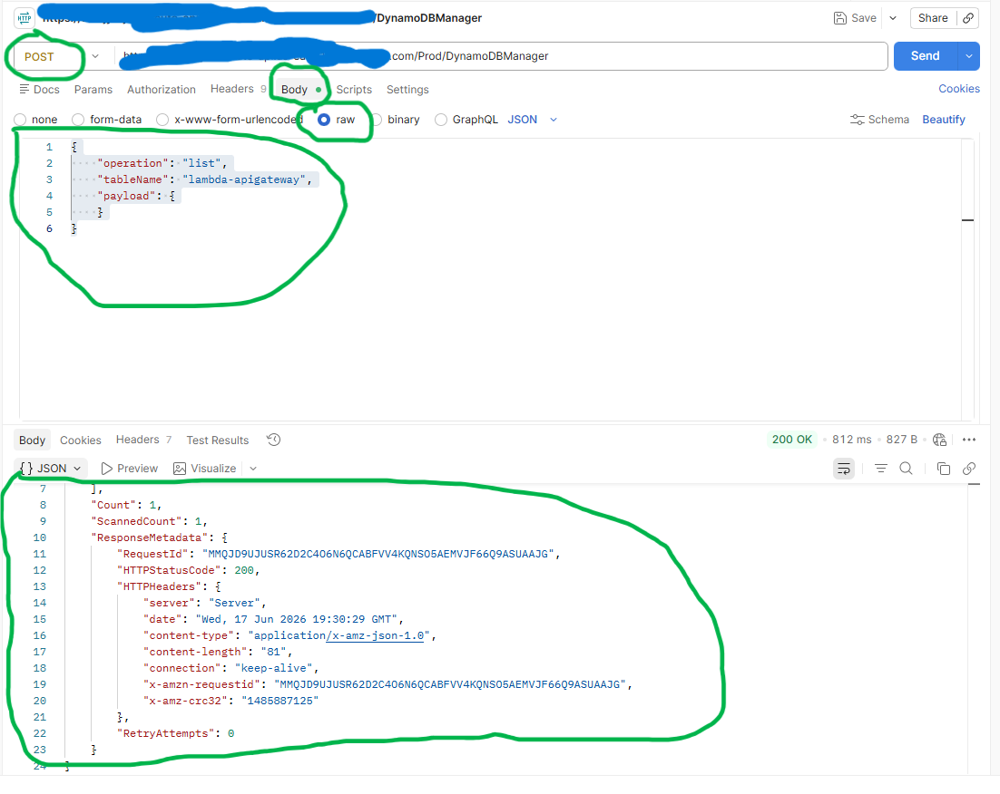 HTTP /DynamoDBManager Save Share
POST .com/Prod/DynamoDBManager Send
Docs Params Authorization Headers 9 Body Scripts Settings Cookies
none form-data x-www-form-urlencoded raw binary GraphQL JSON Schema Beautify
1 {
2 ····"operation":·"list",
3 ····"tableName":·"lambda-apigateway",
4 ····"payload":·{
5 ····}
6 }
Body Cookies Headers 7 Test Results 200 OK • 812 ms • 827 B •
{} JSON Preview Visualize
7 ],
8 "Count": 1,
9 "ScannedCount": 1,
10 "ResponseMetadata": {
11 "RequestId": "MMQJD9UJUSR62D2C4O6N6QCABFVV4KQNSO5AEMVJF66Q9ASUAAJG",
12 "HTTPStatusCode": 200,
13 "HTTPHeaders": {
14 "server": "Server",
15 "date": "Wed, 17 Jun 2026 19:30:29 GMT",
16 "content-type": "application/x-amz-json-1.0",
17 "content-length": "81",
18 "connection": "keep-alive",
19 "x-amzn-requestid": "MMQJD9UJUSR62D2C4O6N6QCABFVV4KQNSO5AEMVJF66Q9ASUAAJG",
20 "x-amz-crc32": "1485887125"
21 },
22 "RetryAttempts": 0
23 }
24 }